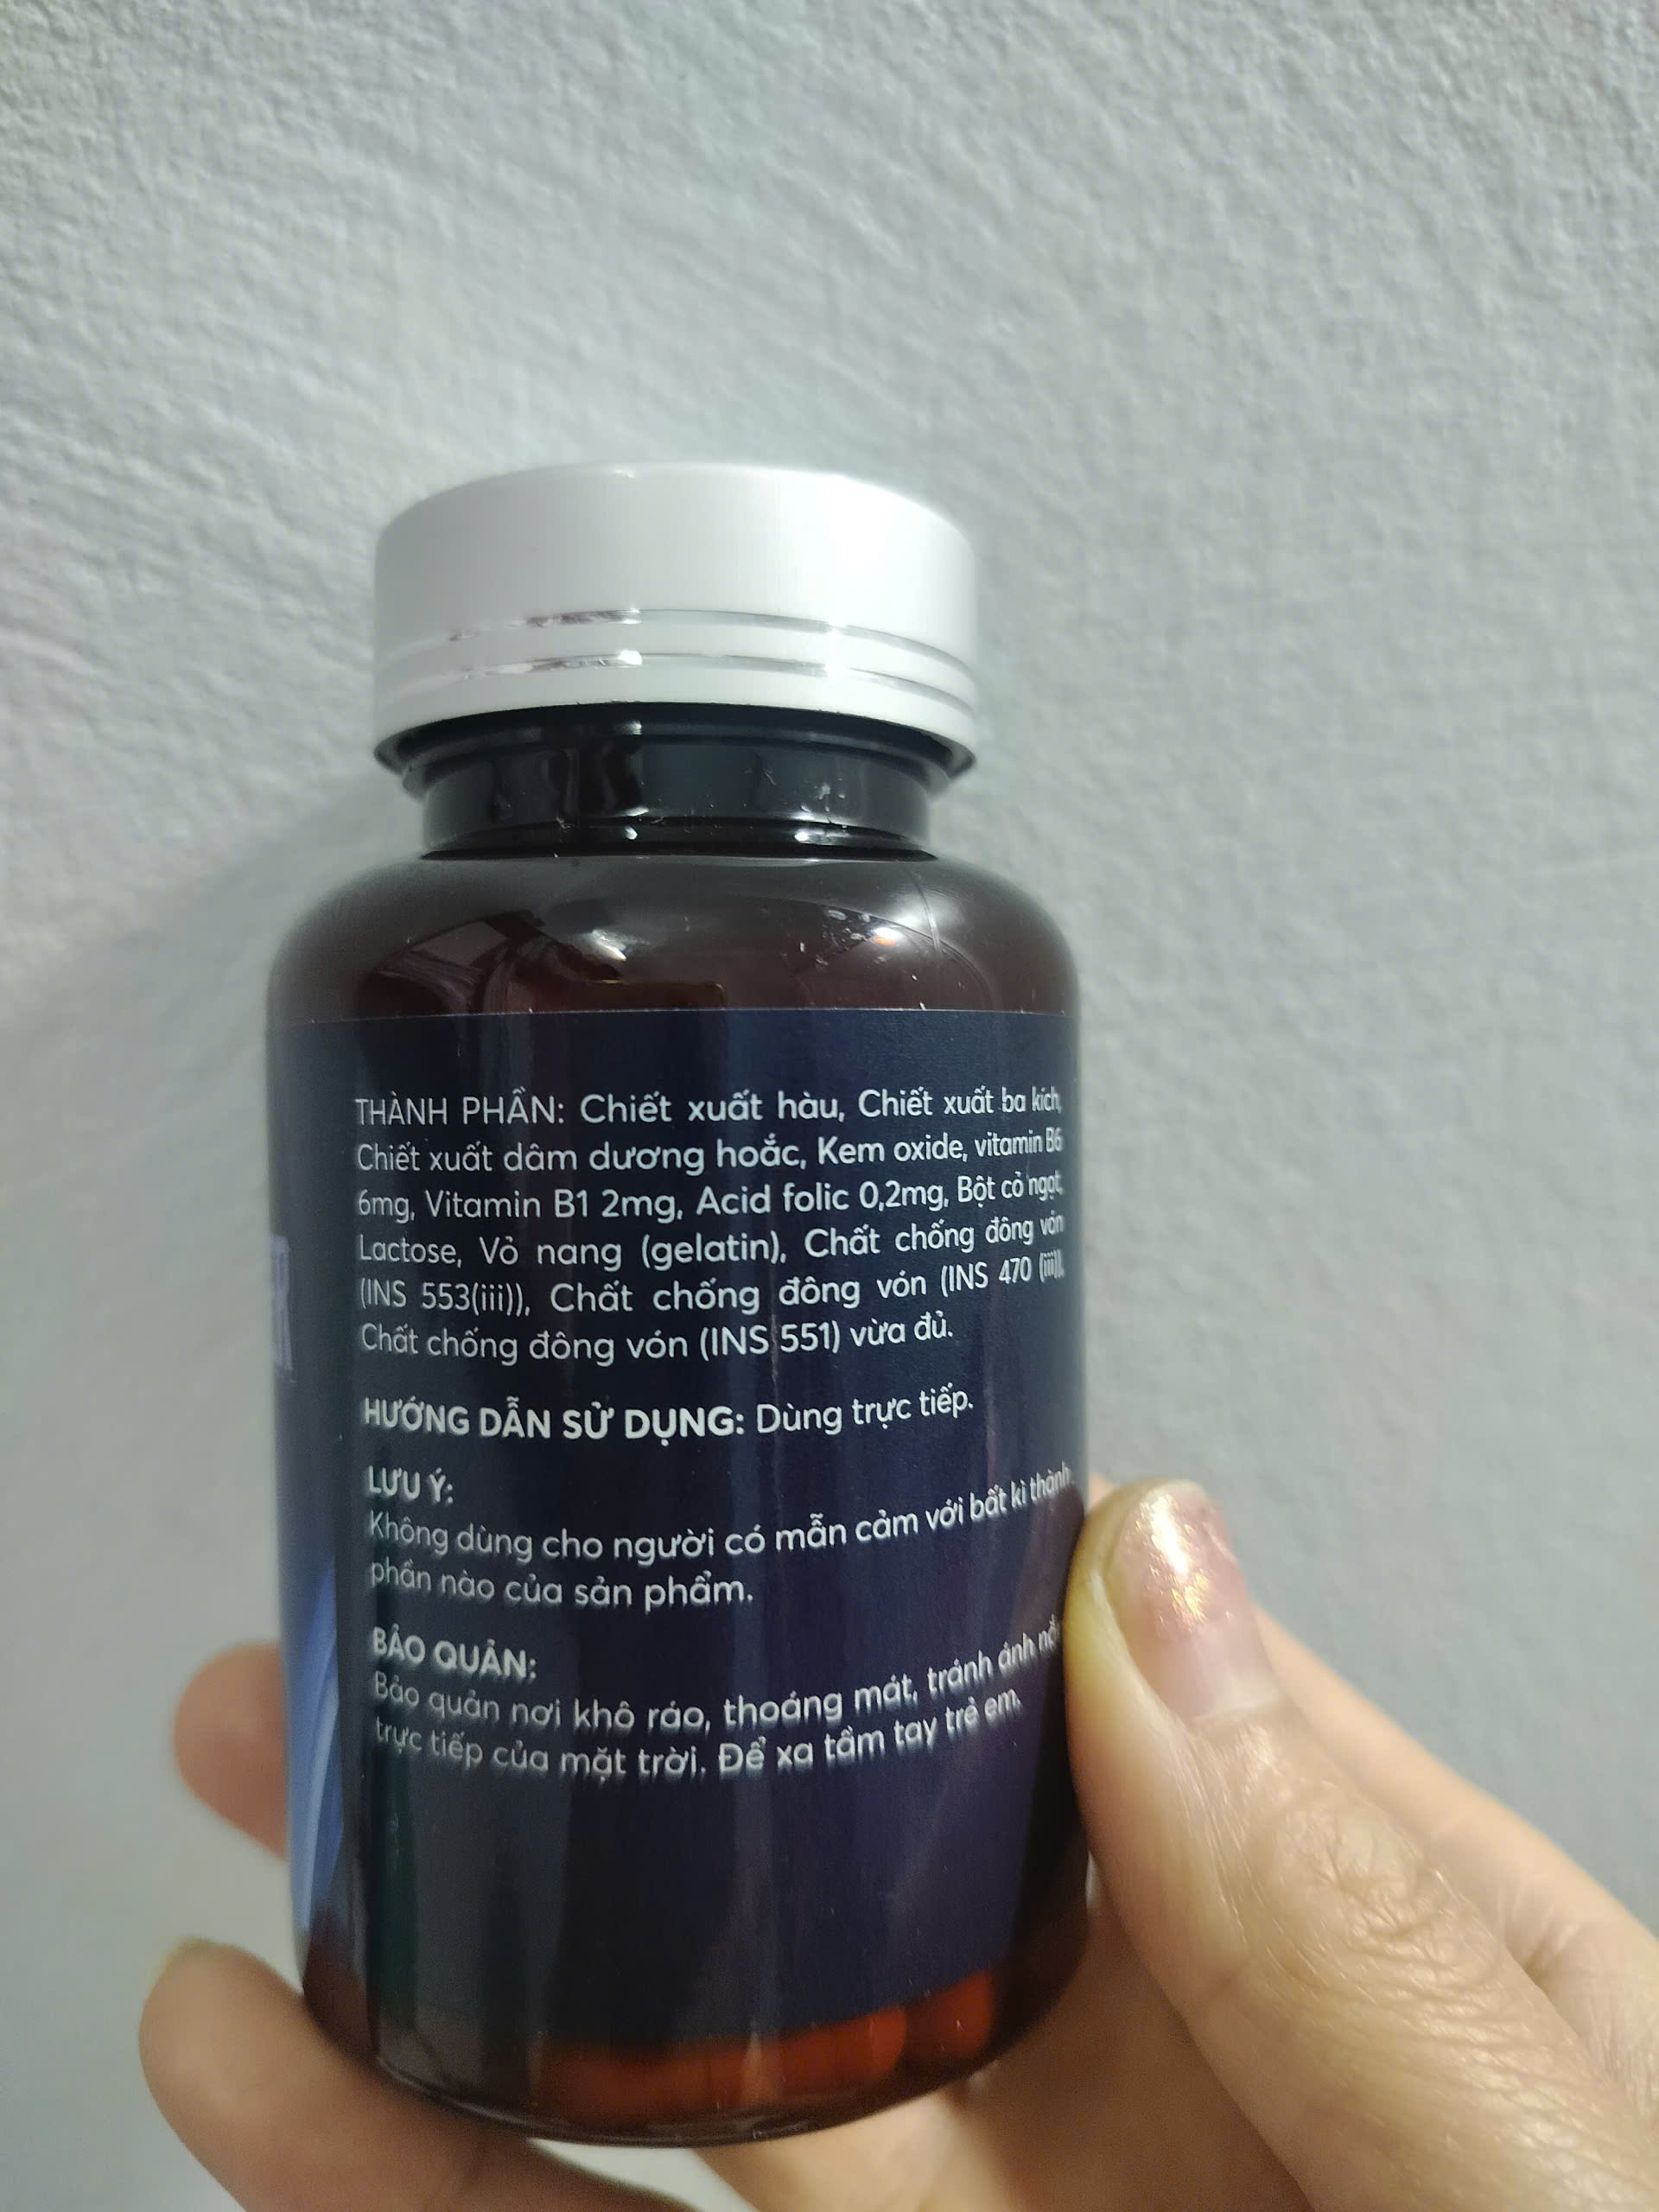 THÀNH PHẦN: Chiết xuất hàu, Chiết xuất ba kích,
Chiết xuất dâm dương hoắc, Kem oxide, vitamin B6
6mg, Vitamin B1 2mg, Acid folic 0,2mg, Bột cỏ ngọt,
Lactose, Vỏ nang (gelatin), Chất chống đông vón
(INS 553(iii)), Chất chống đông vón (INS 470 (iii)),
Chất chống đông vón (INS 551) vừa đủ.
HƯỚNG DẪN SỬ DỤNG: Dùng trực tiếp.
LƯU Ý:
Không dùng cho người có mẫn cảm với bất kì thành
phần nào của sản phẩm.
BẢO QUẢN:
Bảo quản nơi khô ráo, thoáng mát, tránh ánh
trực tiếp của mặt trời. Để xa tầm tay trẻ em.